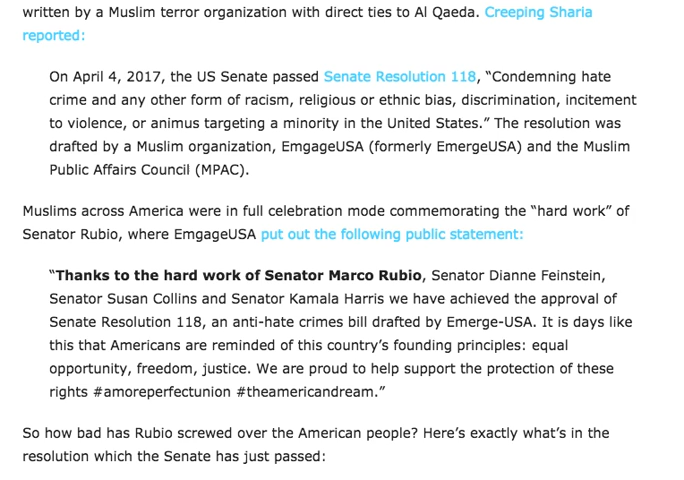 written by a Muslim terror organization with direct ties to Al Qaeda. Creeping Sharia
reported:
On April 4, 2017, the US Senate passed Senate Resolution 118, “Condemning hate
crime and any other form of racism, religious or ethnic bias, discrimination, incitement
to violence, or animus targeting a minority in the United States.” The resolution was
drafted by a Muslim organization, EmgageUSA (formerly EmergeUSA) and the Muslim
Public Affairs Council (MPAC).
Muslims across America were in full celebration mode commemorating the “hard work” of
Senator Rubio, where EmgageUSA put out the following public statement:
“Thanks to the hard work of Senator Marco Rubio, Senator Dianne Feinstein,
Senator Susan Collins and Senator Kamala Harris we have achieved the approval of
Senate Resolution 118, an anti-hate crimes bill drafted by Emerge-USA. It is days like
this that Americans are reminded of this country’s founding principles: equal
opportunity, freedom, justice. We are proud to help support the protection of these
rights #amoreperfectunion #theamericandream.”
So how bad has Rubio screwed over the American people? Here’s exactly what’s in the
resolution which the Senate has just passed: